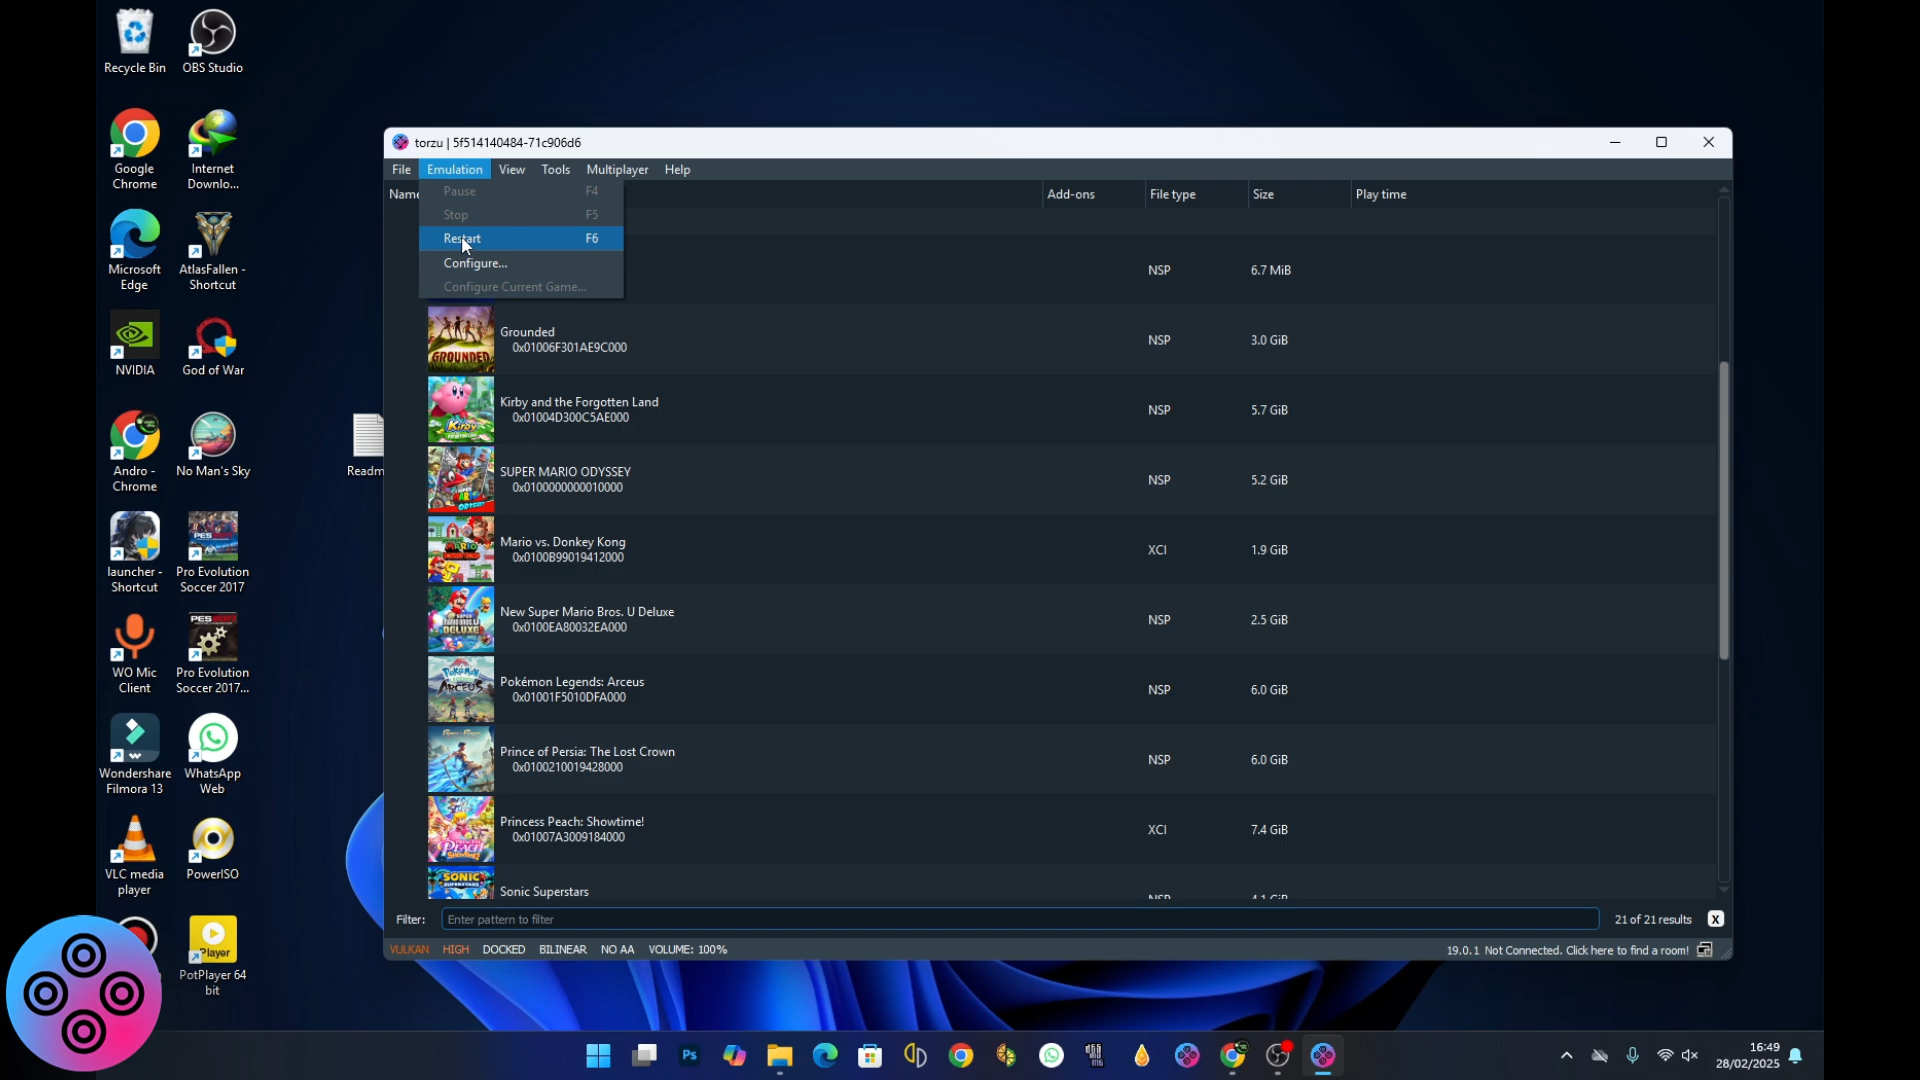 Recycle Bin
OBS Studio
Google
Chrome
Internet
Downlo...
Microsoft
Edge
AtlasFallen -
Shortcut
NVIDIA
God of War
Andro -
Chrome
No Man's Sky
launcher -
Shortcut
Pro Evolution
Soccer 2017
WO Mic
Client
Pro Evolution
Soccer 2017...
Wondershare
Filmora 13
WhatsApp
Web
VLC media
player
PowerISO
PotPlayer 64
bit
Readm
torzu | 5f514140484-71c906d6
File Emulation View Tools Multiplayer Help
Name Add-ons File type Size Play time
Pause F4
Stop F5
Restart F6
Configure...
Configure Current Game...
NSP 6.7 MiB
Grounded
0x01006F301AE9C000
NSP 3.0 GiB
Kirby and the Forgotten Land
0x01004D300C5AE000
NSP 5.7 GiB
SUPER MARIO ODYSSEY
0x0100000000010000
NSP 5.2 GiB
Mario vs. Donkey Kong
0x0100B99019412000
XCI 1.9 GiB
New Super Mario Bros. U Deluxe
0x0100EA80032EA000
NSP 2.5 GiB
Pokémon Legends: Arceus
0x01001F5010DFA000
NSP 6.0 GiB
Prince of Persia: The Lost Crown
0x0100210019428000
NSP 6.0 GiB
Princess Peach: Showtime!
0x01007A3009184000
XCI 7.4 GiB
Sonic Superstars
NSP 4.1 GiB
Filter: Enter pattern to filter 21 of 21 results X
VULKAN HIGH DOCKED BILINEAR NO AA VOLUME: 100% 19.0.1 Not Connected. Click here to find a room!
Ps
16:49
28/02/2025